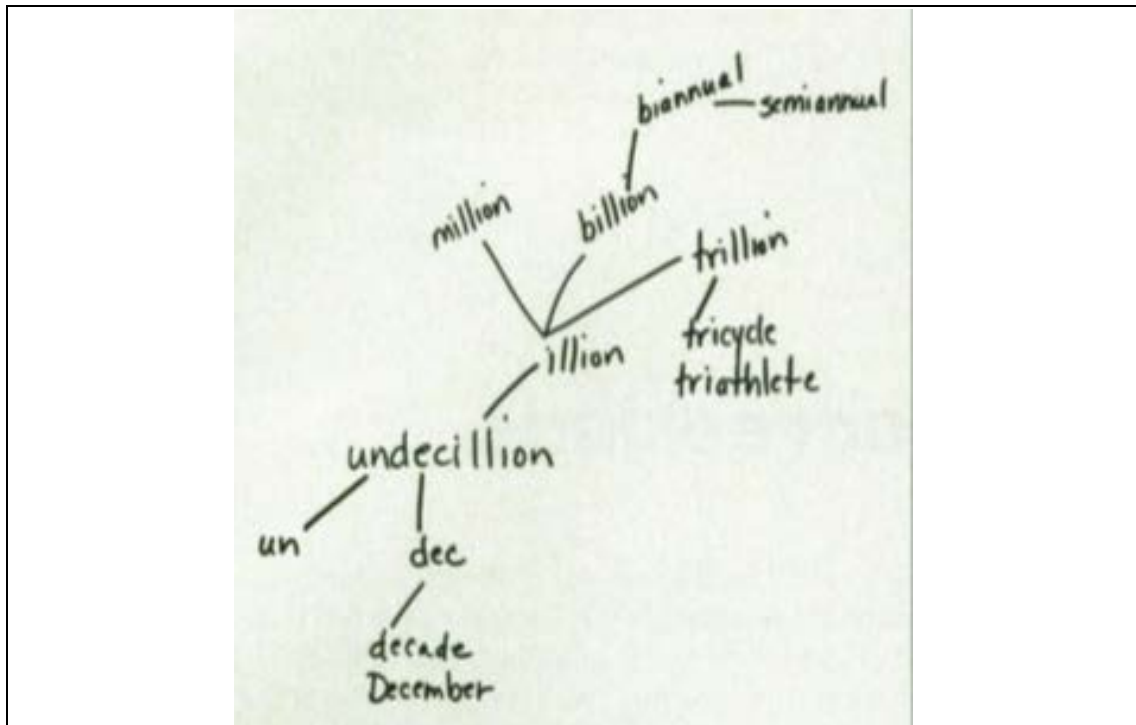 biannual
semiannual
million
billion
trillion
illion
tricycle
triathlete
undecillion
un
dec
decade
December